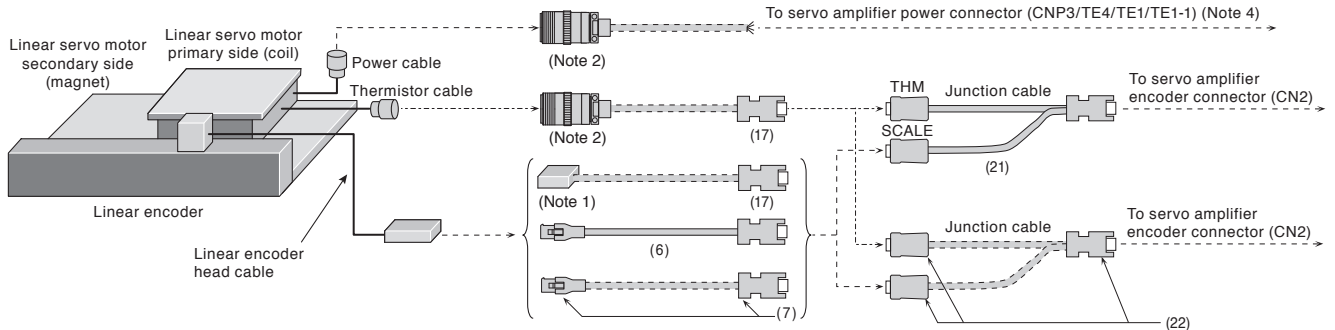 To servo amplifier power connector (CNP3/TE4/TE1/TE1-1) (Note 4)
Linear servo motor
secondary side
(magnet)
Linear servo motor
primary side (coil)
Power cable
(Note 2)
Thermistor cable
(Note 2)
(17)
THM
Junction cable
To servo amplifier
encoder connector (CN2)
SCALE
(21)
(Note 1)
(17)
Linear encoder
Linear encoder
head cable
(6)
(7)
Junction cable
To servo amplifier
encoder connector (CN2)
(22)